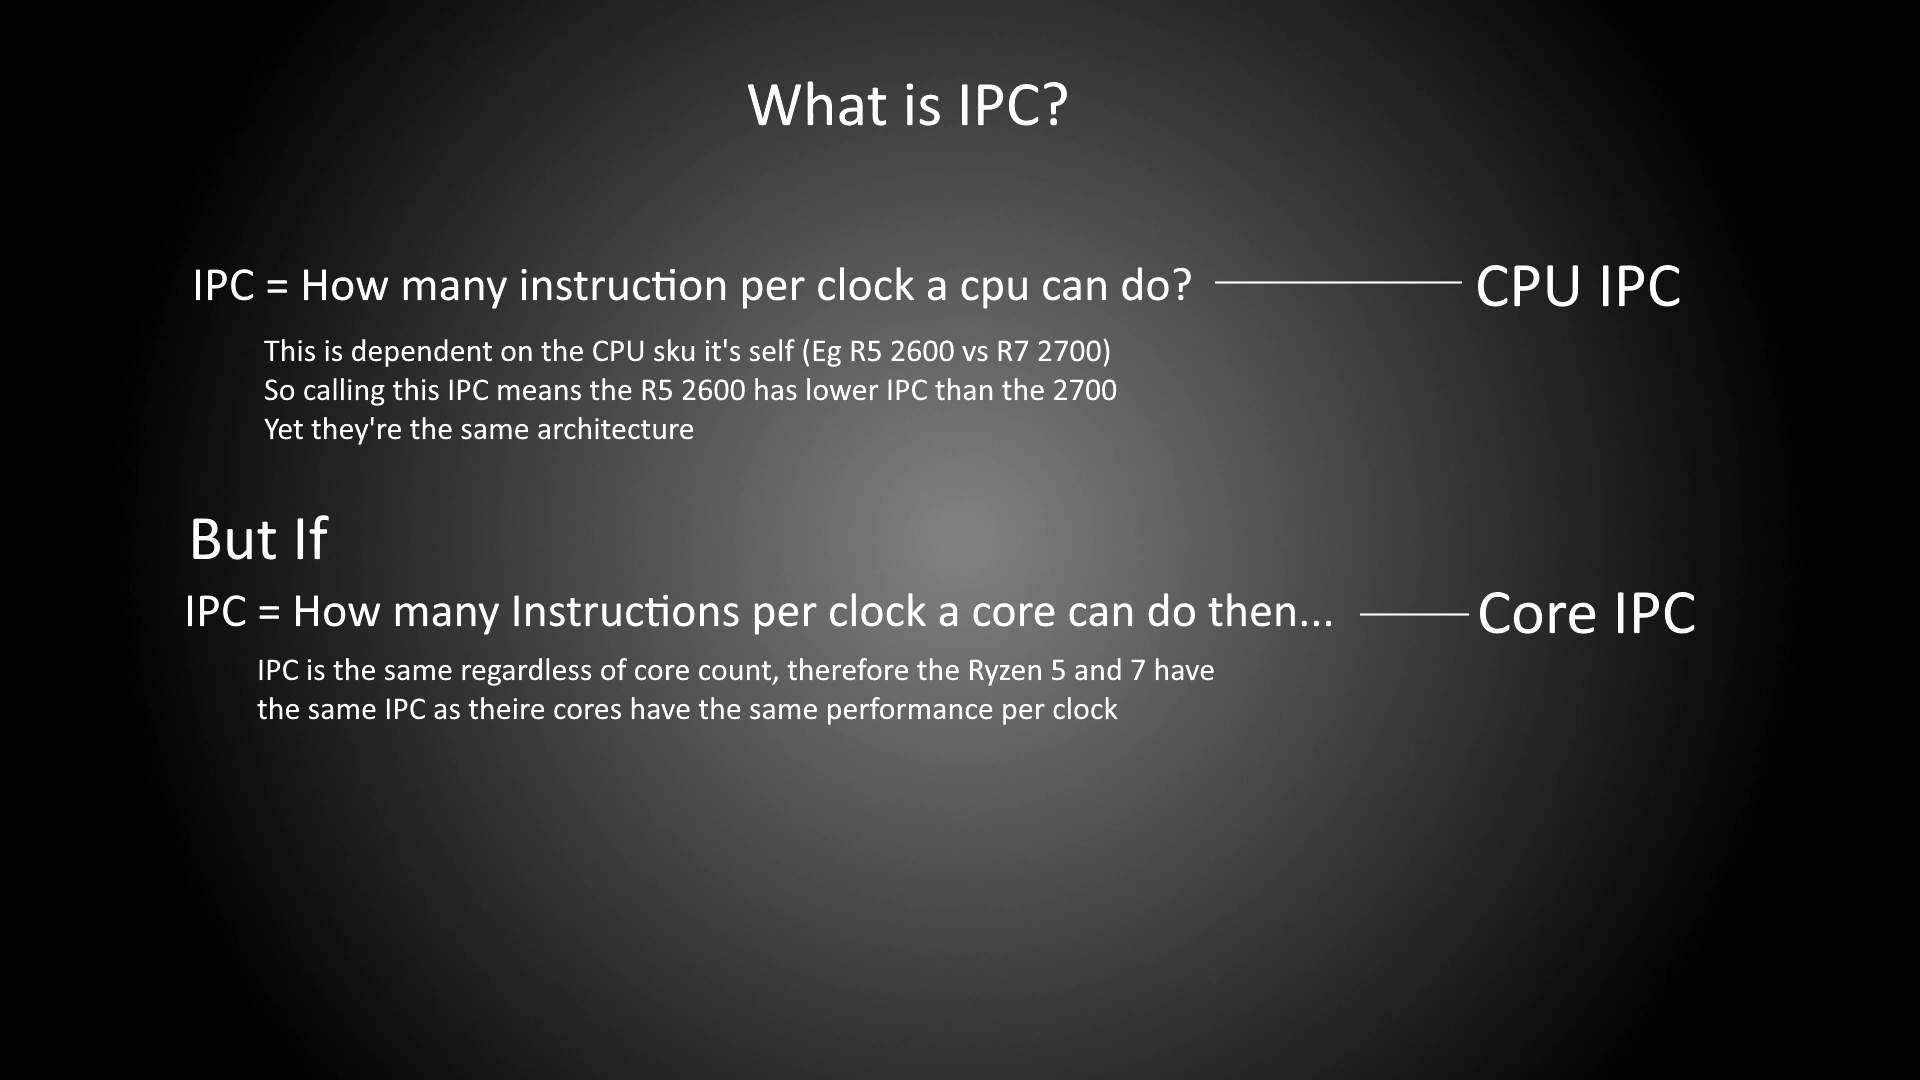 What is IPC?
IPC = How many instruction per clock a cpu can do?
CPU IPC
This is dependent on the CPU sku it's self (Eg R5 2600 vs R7 2700)
So calling this IPC means the R5 2600 has lower IPC than the 2700
Yet they're the same architecture
But If
IPC = How many Instructions per clock a core can do then...
Core IPC
IPC is the same regardless of core count, therefore the Ryzen 5 and 7 have
the same IPC as theire cores have the same performance per clock